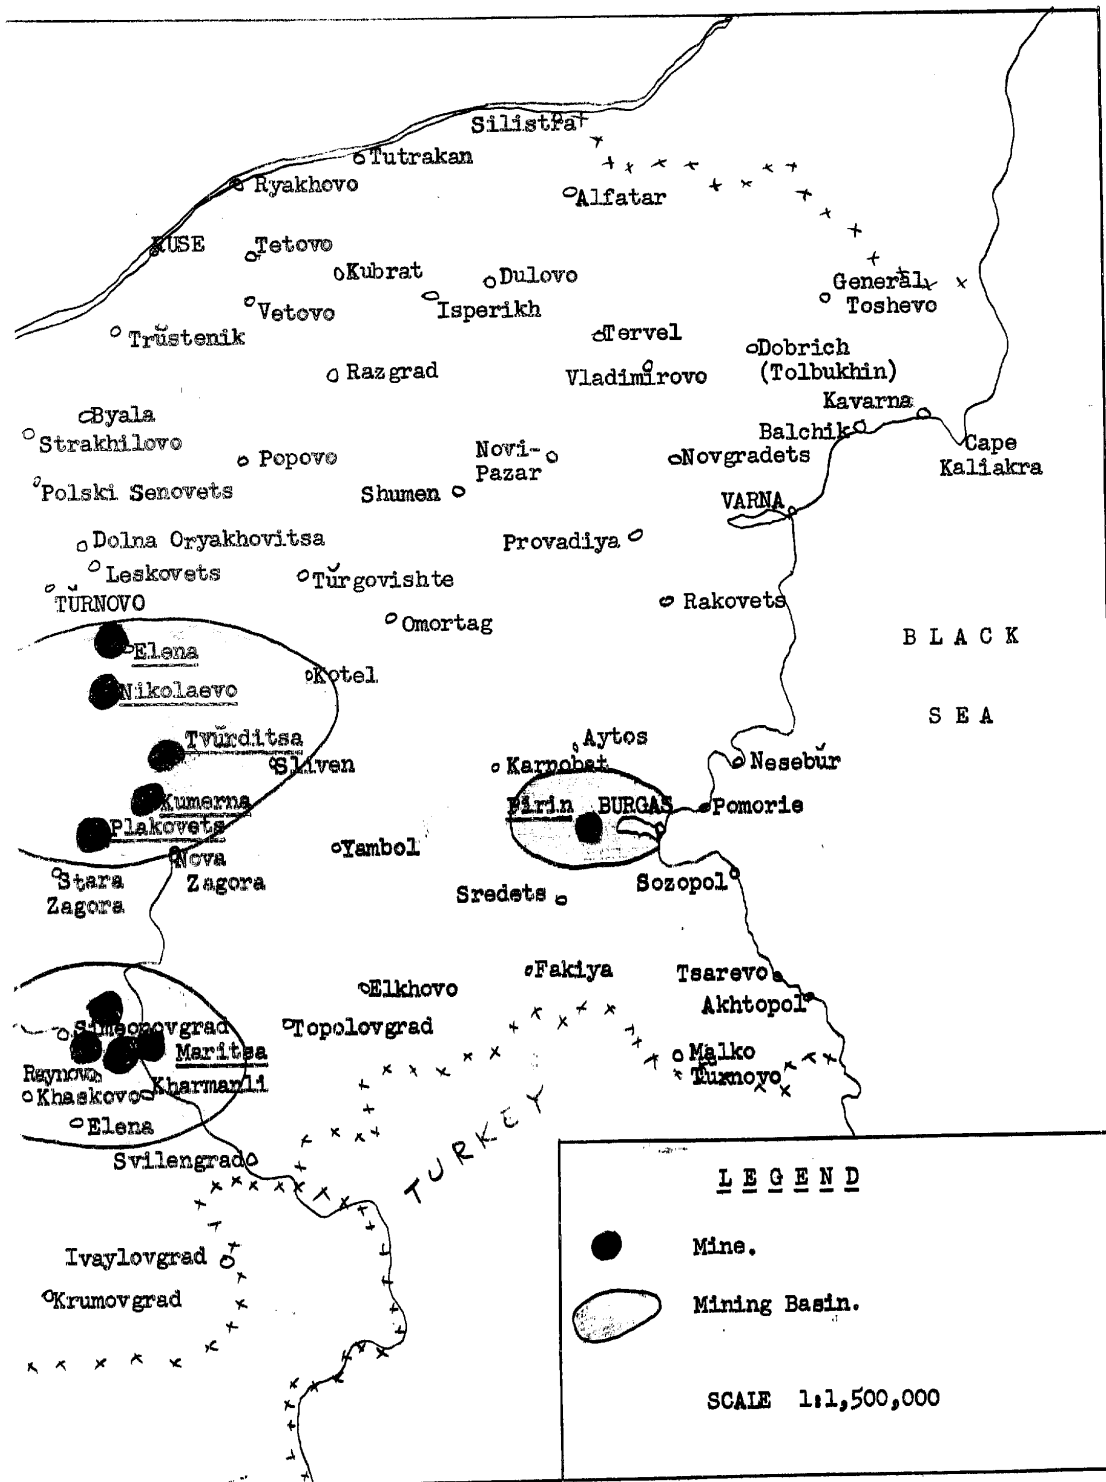 Silistra
Tutrakan
Ryakhovo
Alfatar
RUSE
Tetovo
Kubrat
Dulovo
General
Toshevo
Vetovo
Isperikh
Trŭstenik
Tervel
Dobrich
(Tolbukhin)
Razgrad
Vladimirovo
Kavarna
Byala
Strakhilovo
Balchik
Cape
Kaliakra
Popovo
Novi-
Pazar
Novgradets
Polski Senovets
Shumen
VARNA
Dolna Oryakhovitsa
Provadiya
Leskovets
Tŭrgovishte
TŬRNOVO
Rakovets
Omortag
BLACK
SEA
Elena
Kotel
Nikolaevo
Tvŭrditsa
Sliven
Aytos
Karnobat
Nesebŭr
Kumerna
Pirin
BURGAS
Pomorie
Plakovets
Nova
Zagora
Yambol
Stara
Zagora
Sozopol
Sredets
Fakiya
Tsarevo
Elkhovo
Akhtopol
Simeonovgrad
Topolovgrad
Maritsa
Malko
Turnovo
Raynovo
Kharmanli
Khaskovo
Elena
Svilengrad
TURKEY
Ivaylovgrad
Krumovgrad
LEGEND
Mine.
Mining Basin.
SCALE 1:1,500,000